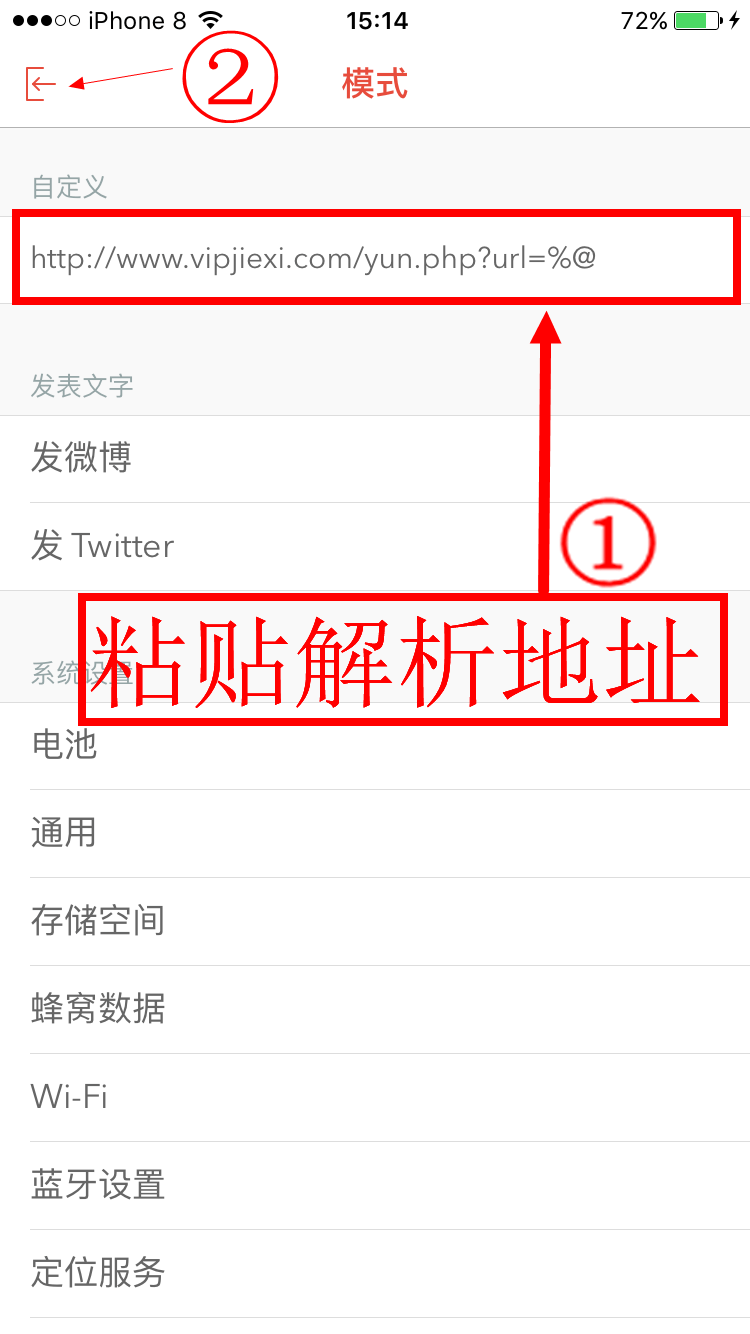 ●●●○○ iPhone 8 15:14 72%
② 模式
自定义
http://www.vipjiexi.com/yun.php?url=%@
发表文字
发微博
发 Twitter
①
粘贴解析地址
系统设置
电池
通用
存储空间
蜂窝数据
Wi-Fi
蓝牙设置
定位服务